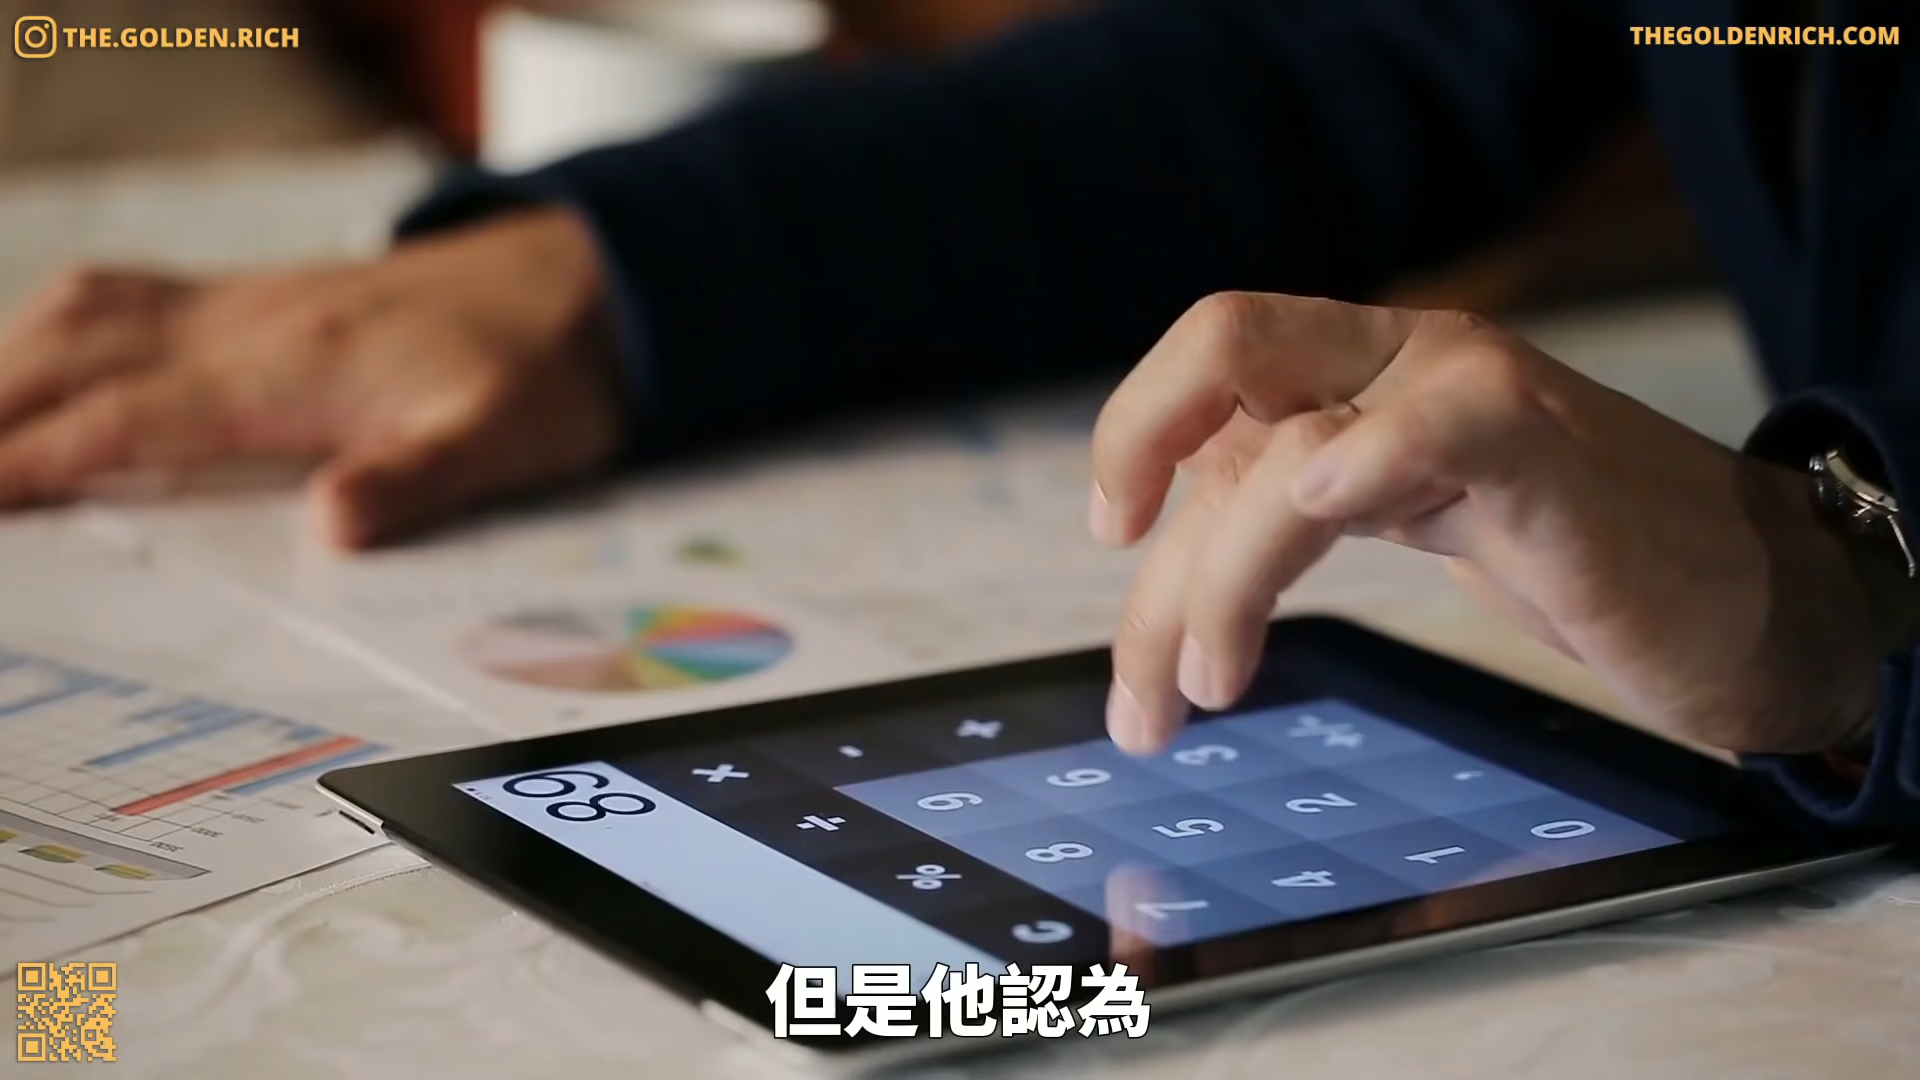 THE.GOLDEN.RICH
THEGOLDENRICH.COM
68
× - +
÷ 9 6 3 +/-
% 8 5 2 ,
C 7 4 1 0
但是他認為